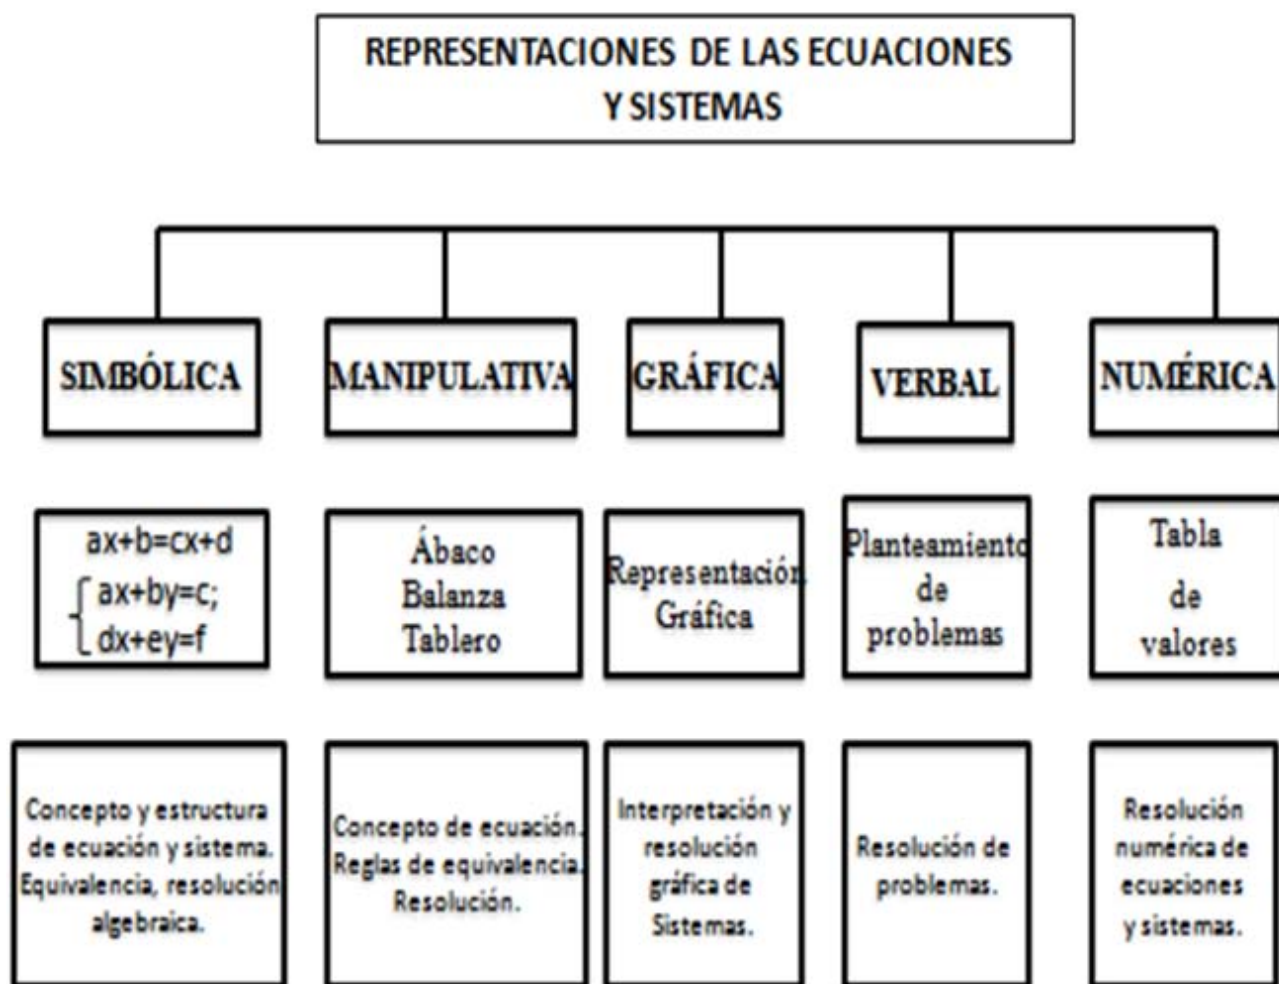 REPRESENTACIONES DE LAS ECUACIONES
Y SISTEMAS
SIMBÓLICA
MANIPULATIVA
GRÁFICA
VERBAL
NUMÉRICA
ax+b=cx+d
ax+by=c;
dx+ey=f
Ábaco
Balanza
Tablero
Representación
Gráfica
Planteamiento
de
problemas
Tabla
de
valores
Concepto y estructura
de ecuación y sistema.
Equivalencia, resolución
algebraica.
Concepto de ecuación.
Reglas de equivalencia.
Resolución.
Interpretación y
resolución
gráfica de
Sistemas.
Resolución de
problemas.
Resolución
numérica de
ecuaciones
y sistemas.